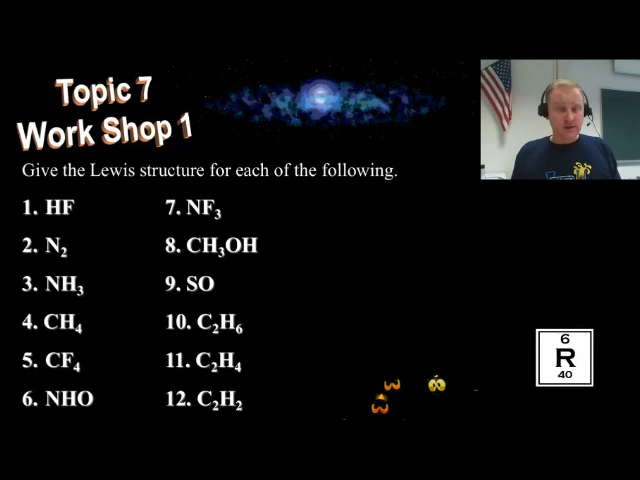 Topic 7
Work Shop 1
Give the Lewis structure for each of the following.
1. HF
2. N₂
3. NH₃
4. CH₄
5. CF₄
6. NHO
7. NF₃
8. CH₃OH
9. SO
10. C₂H₆
11. C₂H₄
12. C₂H₂
6
R
40